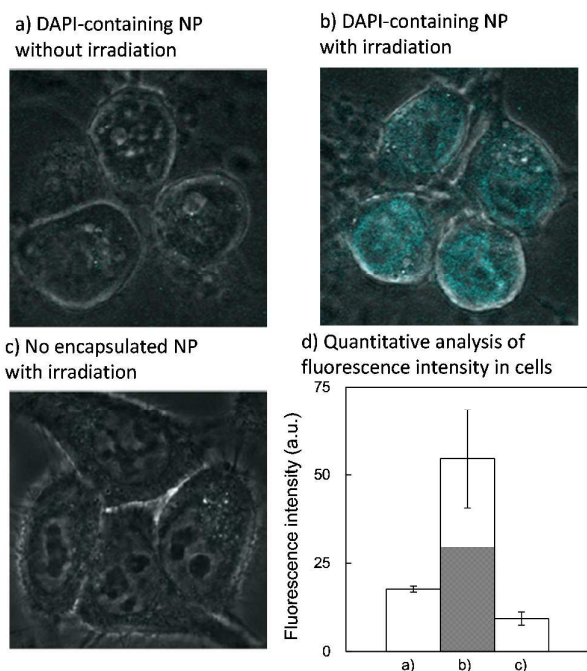 a) DAPI-containing NP
without irradiation
b) DAPI-containing NP
with irradiation
c) No encapsulated NP
with irradiation
d) Quantitative analysis of
fluorescence intensity in cells
Fluorescence intensity (a.u.)
75
50
25
0
a) b) c)